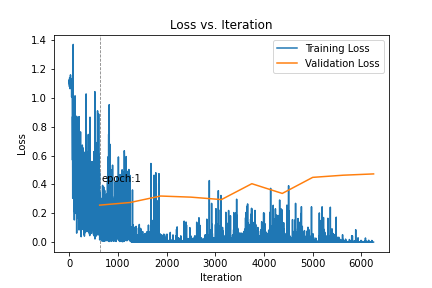 Loss vs. Iteration
Training Loss
Validation Loss
epoch:1
Loss
1.4
1.2
1.0
0.8
0.6
0.4
0.2
0.0
0 1000 2000 3000 4000 5000 6000
Iteration